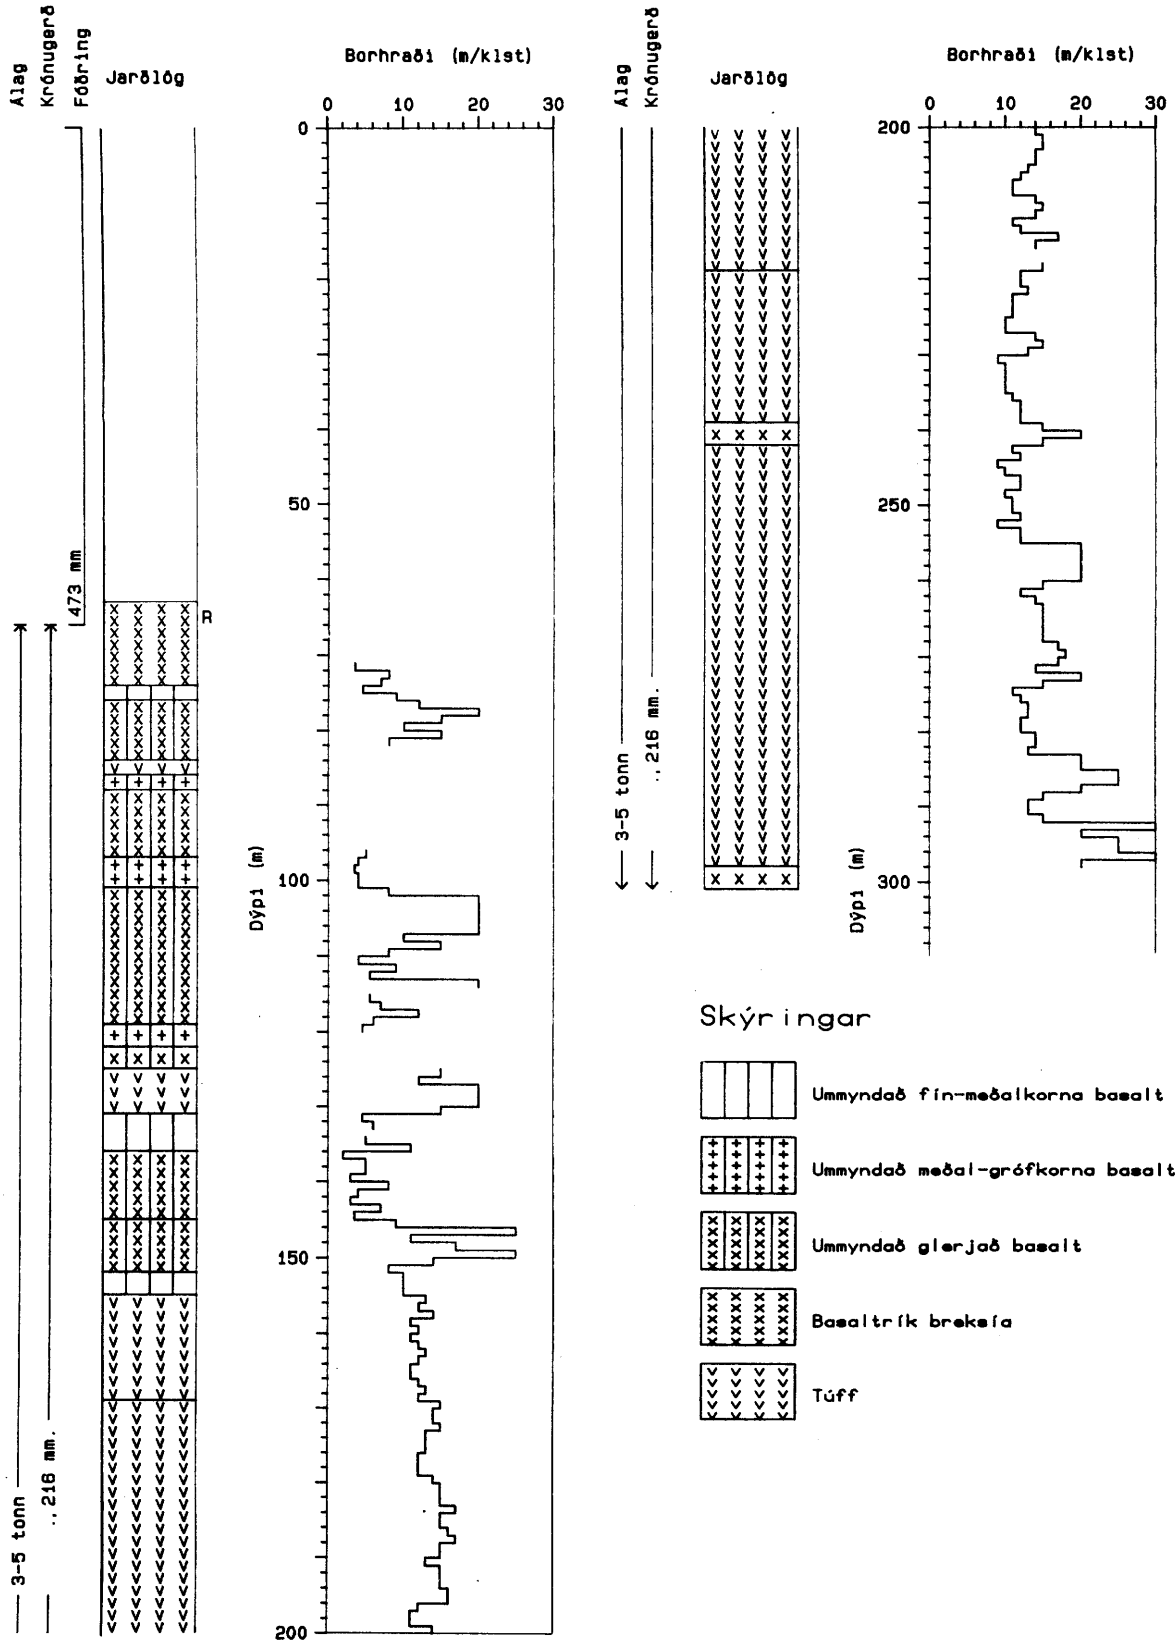 Álag
Krónugerð
Fóðring
Jarðlög
Borhraði (m/klst)
0 10 20 30
0
50
100
150
200
Dýpi (m)
473 mm
R
3-5 tonn
., 216 mm.
Álag
Krónugerð
Jarðlög
Borhraði (m/klst)
0 10 20 30
200
250
300
Dýpi (m)
3-5 tonn
., 216 mm.
Skýringar
Ummyndað fín-meðalkorna basalt
Ummyndað meðal-grófkorna basalt
Ummyndað glerjað basalt
Basaltrík breksía
Túff